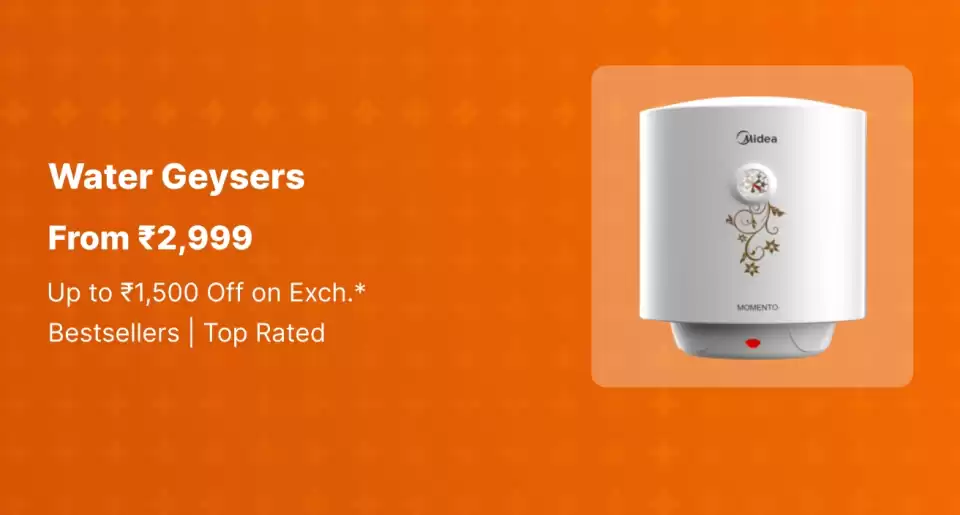 Water Geysers
From ₹2,999
Up to ₹1,500 Off on Exch.*
Bestsellers | Top Rated
Midea
MOMENTO